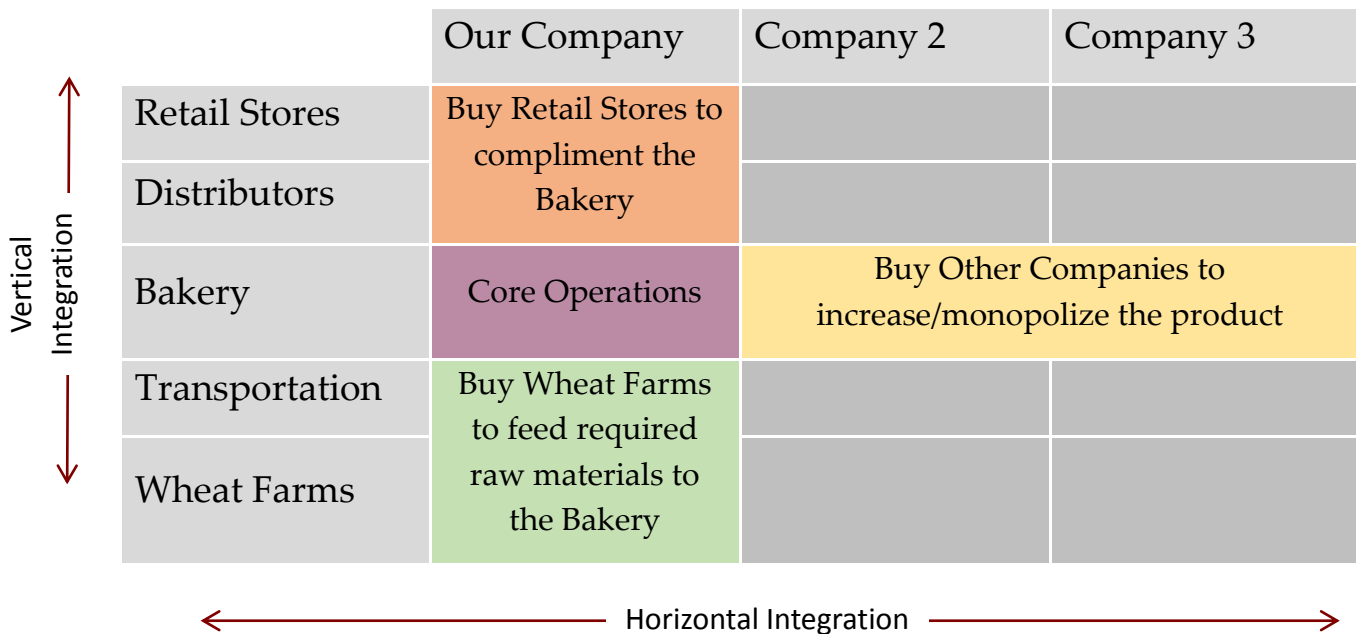 Our Company
Company 2
Company 3
Retail Stores
Buy Retail Stores to
compliment the
Bakery
Distributors
Vertical
Integration
Bakery
Core Operations
Buy Other Companies to
increase/monopolize the product
Transportation
Buy Wheat Farms
to feed required
raw materials to
the Bakery
Wheat Farms
Horizontal Integration